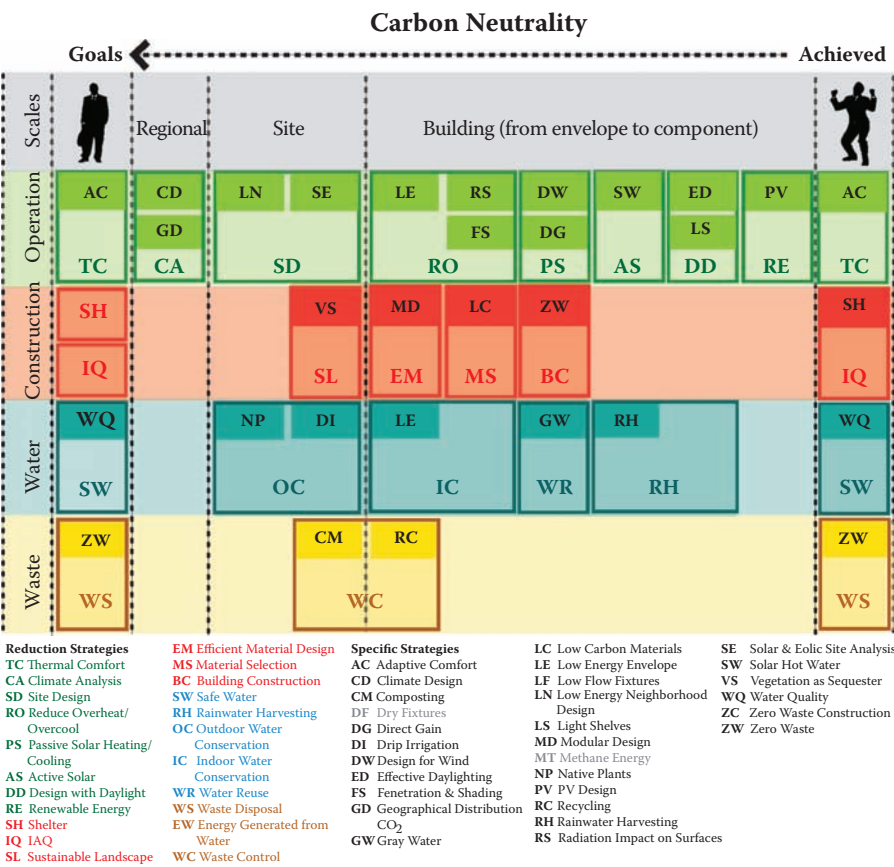 Carbon Neutrality
Goals
Achieved
Scales
Regional
Site
Building (from envelope to component)
Operation
AC
CD
LN
SE
LE
RS
DW
SW
ED
PV
AC
GD
FS
DG
LS
TC
CA
SD
RO
PS
AS
DD
RE
TC
Construction
SH
VS
MD
LC
ZW
SH
IQ
SL
EM
MS
BC
IQ
Water
WQ
NP
DI
LE
GW
RH
WQ
SW
OC
IC
WR
RH
SW
Waste
ZW
CM
RC
ZW
WS
WC
WS
Reduction Strategies
TC Thermal Comfort
CA Climate Analysis
SD Site Design
RO Reduce Overheat/
Overcool
PS Passive Solar Heating/
Cooling
AS Active Solar
DD Design with Daylight
RE Renewable Energy
SH Shelter
IQ IAQ
SL Sustainable Landscape
EM Efficient Material Design
MS Material Selection
BC Building Construction
SW Safe Water
RH Rainwater Harvesting
OC Outdoor Water
Conservation
IC Indoor Water
Conservation
WR Water Reuse
WS Waste Disposal
EW Energy Generated from
Water
WC Waste Control
Specific Strategies
AC Adaptive Comfort
CD Climate Design
CM Composting
DF Dry Fixtures
DG Direct Gain
DI Drip Irrigation
DW Design for Wind
ED Effective Daylighting
FS Fenetration & Shading
GD Geographical Distribution
CO2
GW Gray Water
LC Low Carbon Materials
LE Low Energy Envelope
LF Low Flow Fixtures
LN Low Energy Neighborhood
Design
LS Light Shelves
MD Modular Design
MT Methane Energy
NP Native Plants
PV PV Design
RC Recycling
RH Rainwater Harvesting
RS Radiation Impact on Surfaces
SE Solar & Eolic Site Analysis
SW Solar Hot Water
VS Vegetation as Sequester
WQ Water Quality
ZC Zero Waste Construction
ZW Zero Waste